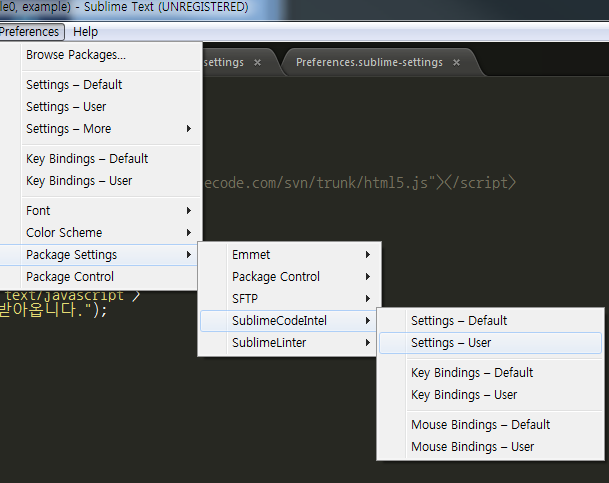 le0, example) - Sublime Text (UNREGISTERED)
Preferences Help
Browse Packages...
settings × Preferences.sublime-settings ×
Settings – Default
Settings – User
Settings – More
Key Bindings – Default
Key Bindings – User
ecode.com/svn/trunk/html5.js"></script>
Font
Color Scheme
Package Settings
Package Control
Emmet
Package Control
SFTP
SublimeCodeIntel
SublimeLinter
text/javascript >
받아옵니다.");
Settings – Default
Settings – User
Key Bindings – Default
Key Bindings – User
Mouse Bindings – Default
Mouse Bindings – User